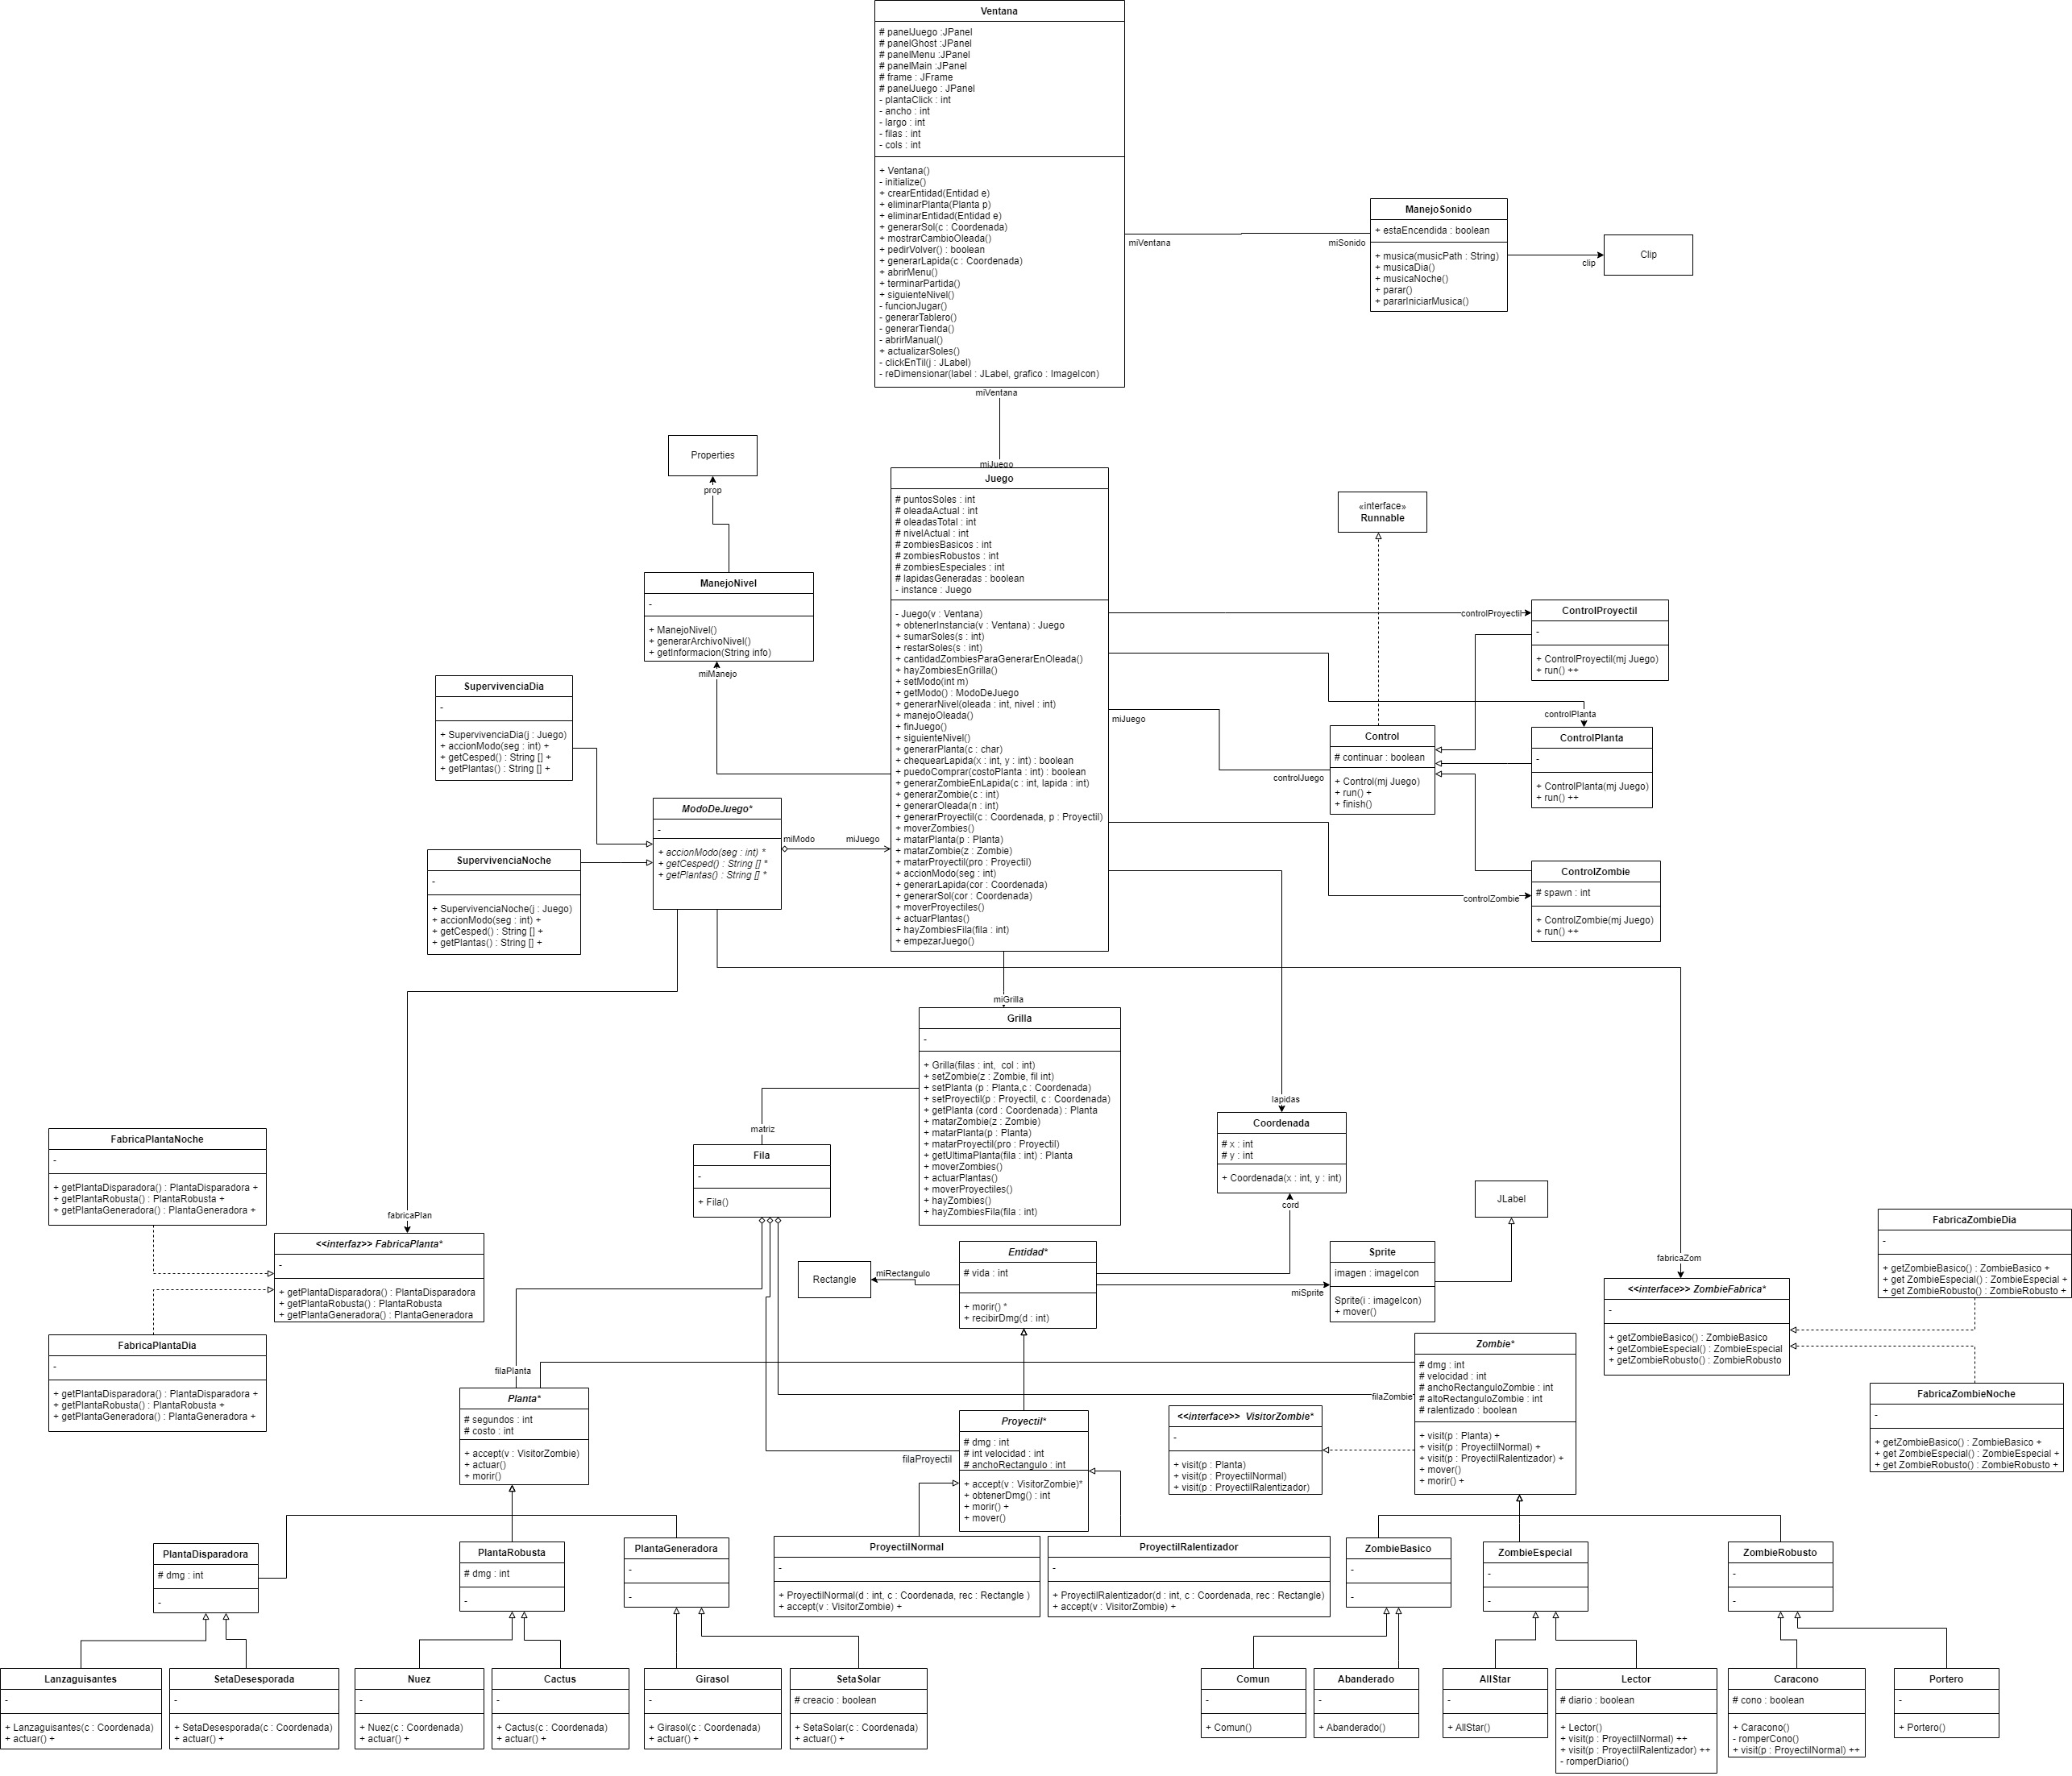 Ventana
# panelJuego :JPanel
# panelGhost :JPanel
# panelMenu :JPanel
# panelMain :JPanel
# frame : JFrame
# panelJuego : JPanel
- plantaClick : int
- ancho : int
- largo : int
- filas : int
- cols : int
+ Ventana()
- initialize()
+ crearEntidad(Entidad e)
+ eliminarPlanta(Planta p)
+ eliminarEntidad(Entidad e)
+ generarSol(c : Coordenada)
+ mostrarCambioOleada()
+ pedirVolver() : boolean
+ generarLapida(c : Coordenada)
+ abrirMenu()
+ terminarPartida()
+ siguienteNivel()
- funcionJugar()
- generarTablero()
- generarTienda()
- abrirManual()
+ actualizarSoles()
- clickEnTil(j : JLabel)
- reDimensionar(label : JLabel, grafico : ImageIcon)
miVentana
miSonido
ManejoSonido
+ estaEncendida : boolean
+ musica(musicPath : String)
+ musicaDia()
+ musicaNoche()
+ parar()
+ pararIniciarMusica()
clip
Clip
miVentana
miJuego
Properties
prop
ManejoNivel
-
+ ManejoNivel()
+ generarArchivoNivel()
+ getInformacion(String info)
miManejo
Juego
# puntosSoles : int
# oleadaActual : int
# oleadasTotal : int
# nivelActual : int
# zombiesBasicos : int
# zombiesRobustos : int
# zombiesEspeciales : int
# lapidasGeneradas : boolean
- instance : Juego
- Juego(v : Ventana)
+ obtenerInstancia(v : Ventana) : Juego
+ sumarSoles(s : int)
+ restarSoles(s : int)
+ cantidadZombiesParaGenerarEnOleada()
+ hayZombiesEnGrilla()
+ setModo(int m)
+ getModo() : ModoDeJuego
+ generarNivel(oleada : int, nivel : int)
+ manejoOleada()
+ finJuego()
+ siguienteNivel()
+ generarPlanta(c : char)
+ chequearLapida(x : int, y : int) : boolean
+ puedoComprar(costoPlanta : int) : boolean
+ generarZombieEnLapida(c : int, lapida : int)
+ generarZombie(c : int)
+ generarOleada(n : int)
+ generarProyectil(c : Coordenada, p : Proyectil)
+ moverZombies()
+ matarPlanta(p : Planta)
+ matarZombie(z : Zombie)
+ matarProyectil(pro : Proyectil)
+ accionModo(seg : int)
+ generarLapida(cor : Coordenada)
+ generarSol(cor : Coordenada)
+ moverProyectiles()
+ actuarPlantas()
+ hayZombiesFila(fila : int)
+ empezarJuego()
«interface»
Runnable
controlProyectil
ControlProyectil
-
+ ControlProyectil(mj Juego)
+ run() ++
controlPlanta
ControlPlanta
-
+ ControlPlanta(mj Juego)
+ run() ++
miJuego
controlJuego
Control
# continuar : boolean
+ Control(mj Juego)
+ run() +
+ finish()
controlZombie
ControlZombie
# spawn : int
+ ControlZombie(mj Juego)
+ run() ++
SupervivenciaDia
-
+ SupervivenciaDia(j : Juego)
+ accionModo(seg : int) +
+ getCesped() : String [] +
+ getPlantas() : String [] +
SupervivenciaNoche
-
+ SupervivenciaNoche(j : Juego)
+ accionModo(seg : int) +
+ getCesped() : String [] +
+ getPlantas() : String [] +
ModoDeJuego*
-
+ accionModo(seg : int) *
+ getCesped() : String [] *
+ getPlantas() : String [] *
miModo
miJuego
miGrilla
Grilla
-
+ Grilla(filas : int,  col : int)
+ setZombie(z : Zombie, fil int)
+ setPlanta (p : Planta,c : Coordenada)
+ setProyectil(p : Proyectil, c : Coordenada)
+ getPlanta (cord : Coordenada) : Planta
+ matarZombie(z : Zombie)
+ matarPlanta(p : Planta)
+ matarProyectil(pro : Proyectil)
+ getUltimaPlanta(fila : int) : Planta
+ moverZombies()
+ actuarPlantas()
+ moverProyectiles()
+ hayZombies()
+ hayZombiesFila(fila : int)
matriz
Fila
-
+ Fila()
lapidas
Coordenada
# x : int
# y : int
+ Coordenada(x : int, y : int)
cord
FabricaPlantaNoche
-
+ getPlantaDisparadora() : PlantaDisparadora +
+ getPlantaRobusta() : PlantaRobusta +
+ getPlantaGeneradora() : PlantaGeneradora +
fabricaPlan
<<interfaz>> FabricaPlanta*
-
+ getPlantaDisparadora() : PlantaDisparadora
+ getPlantaRobusta() : PlantaRobusta
+ getPlantaGeneradora() : PlantaGeneradora
FabricaPlantaDia
-
+ getPlantaDisparadora() : PlantaDisparadora +
+ getPlantaRobusta() : PlantaRobusta +
+ getPlantaGeneradora() : PlantaGeneradora +
Rectangle
miRectangulo
Entidad*
# vida : int
+ morir() *
+ recibirDmg(d : int)
miSprite
Sprite
imagen : imageIcon
Sprite(i : imageIcon)
+ mover()
JLabel
fabricaZom
<<interface>> ZombieFabrica*
-
+ getZombieBasico() : ZombieBasico
+ getZombieEspecial() : ZombieEspecial
+ getZombieRobusto() : ZombieRobusto
FabricaZombieDia
-
+ getZombieBasico() : ZombieBasico +
+ get ZombieEspecial() : ZombieEspecial +
+ get ZombieRobusto() : ZombieRobusto +
FabricaZombieNoche
-
+ getZombieBasico() : ZombieBasico +
+ get ZombieEspecial() : ZombieEspecial +
+ get ZombieRobusto() : ZombieRobusto +
filaPlanta
Planta*
# segundos : int
# costo : int
+ accept(v : VisitorZombie)
+ actuar()
+ morir()
filaProyectil
Proyectil*
# dmg : int
# int velocidad : int
# anchoRectangulo : int
+ accept(v : VisitorZombie)*
+ obtenerDmg() : int
+ morir() +
+ mover()
<<interface>>  VisitorZombie*
-
+ visit(p : Planta)
+ visit(p : ProyectilNormal)
+ visit(p : ProyectilRalentizador)
filaZombie
Zombie*
# dmg : int
# velocidad : int
# anchoRectanguloZombie : int
# altoRectanguloZombie : int
# ralentizado : boolean
+ visit(p : Planta) +
+ visit(p : ProyectilNormal) +
+ visit(p : ProyectilRalentizador) +
+ mover()
+ morir() +
PlantaDisparadora
# dmg : int
-
PlantaRobusta
# dmg : int
-
PlantaGeneradora
-
-
ProyectilNormal
-
+ ProyectilNormal(d : int, c : Coordenada, rec : Rectangle )
+ accept(v : VisitorZombie) +
ProyectilRalentizador
-
+ ProyectilRalentizador(d : int, c : Coordenada, rec : Rectangle)
+ accept(v : VisitorZombie) +
ZombieBasico
-
-
ZombieEspecial
-
-
ZombieRobusto
-
-
Lanzaguisantes
-
+ Lanzaguisantes(c : Coordenada)
+ actuar() +
SetaDesesporada
-
+ SetaDesesporada(c : Coordenada)
+ actuar() +
Nuez
-
+ Nuez(c : Coordenada)
+ actuar() +
Cactus
-
+ Cactus(c : Coordenada)
+ actuar() +
Girasol
-
+ Girasol(c : Coordenada)
+ actuar() +
SetaSolar
# creacio : boolean
+ SetaSolar(c : Coordenada)
+ actuar() +
Comun
-
+ Comun()
Abanderado
-
+ Abanderado()
AllStar
-
+ AllStar()
Lector
# diario : boolean
+ Lector()
+ visit(p : ProyectilNormal) ++
+ visit(p : ProyectilRalentizador) ++
- romperDiario()
Caracono
# cono : boolean
+ Caracono()
- romperCono()
+ visit(p : ProyectilNormal) ++
Portero
-
+ Portero()